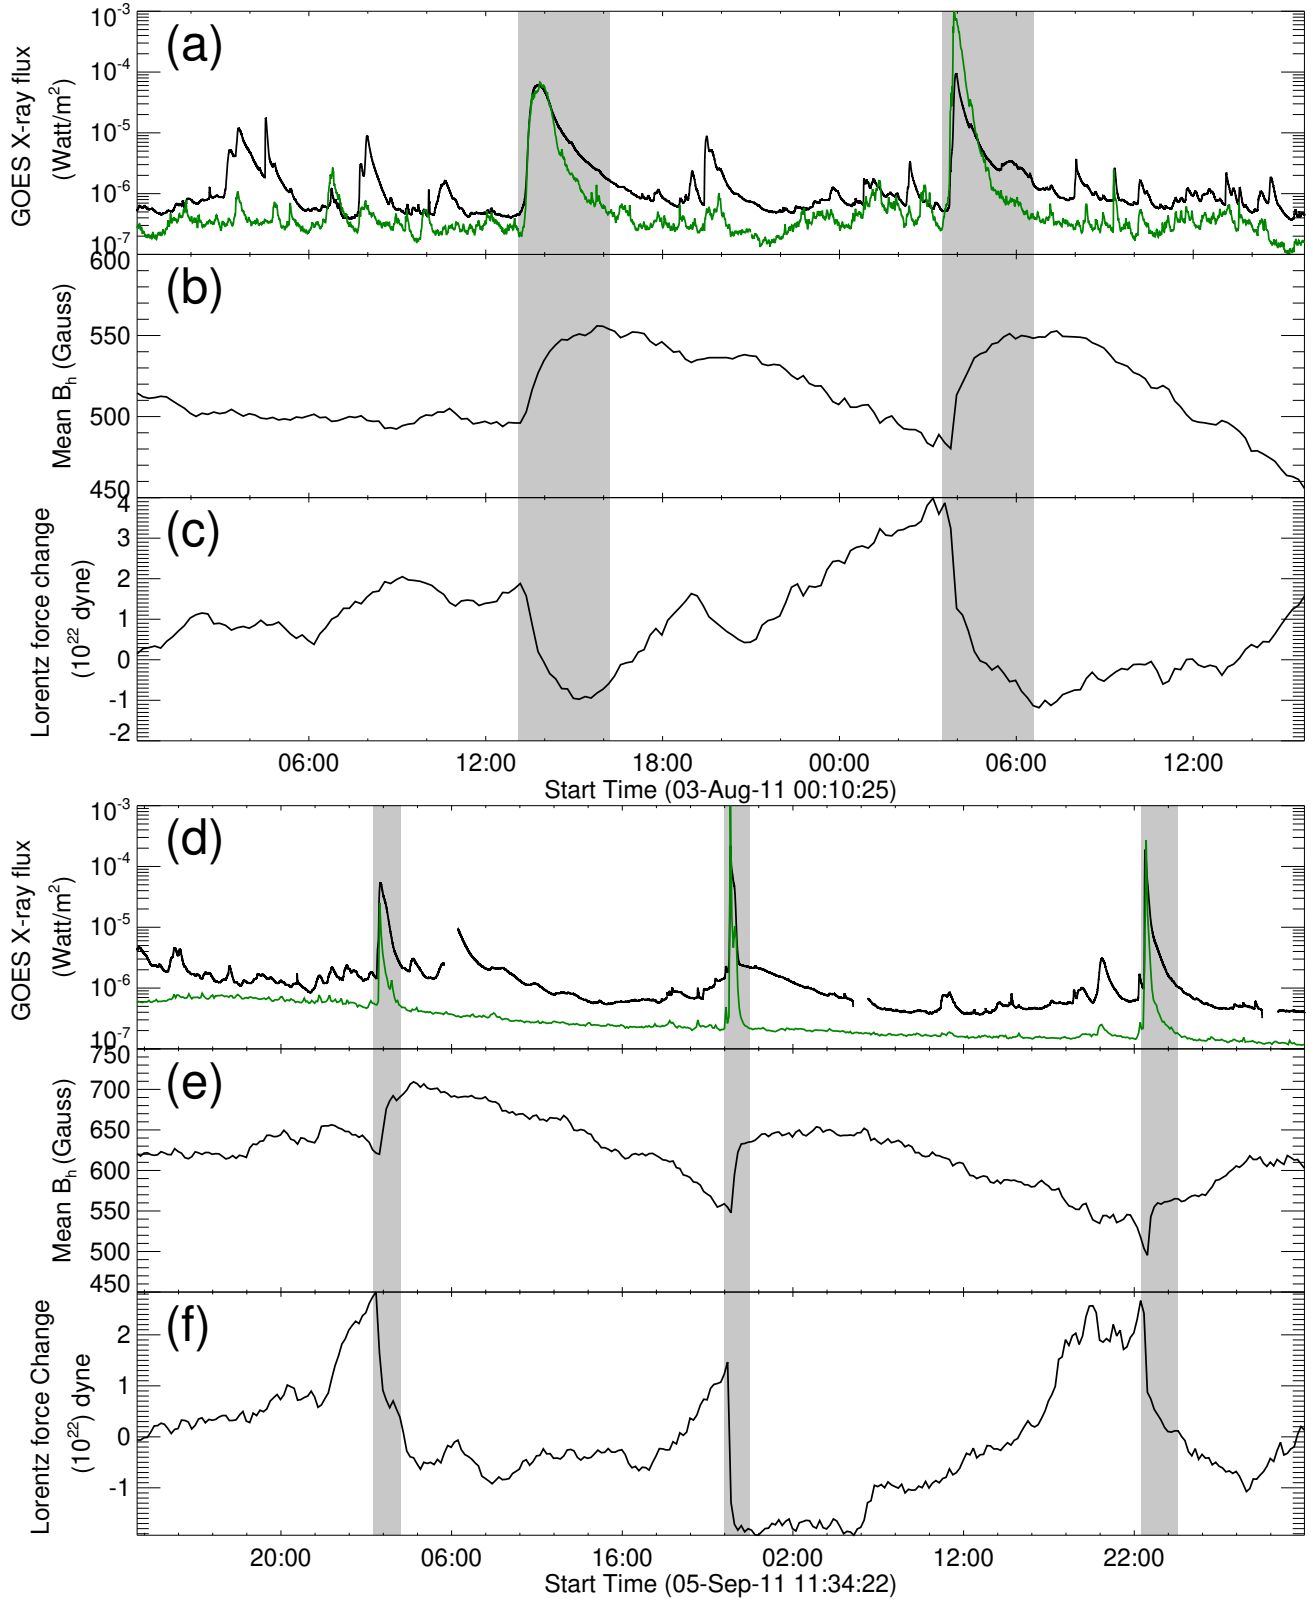 (a)
GOES X-ray flux
(Watt/m²)
10⁻³
10⁻⁴
10⁻⁵
10⁻⁶
10⁻⁷
(b)
Mean Bₕ (Gauss)
600
550
500
450
(c)
Lorentz force change
(10²² dyne)
4
3
2
1
0
-1
-2
06:00 12:00 18:00 00:00 06:00 12:00
Start Time (03-Aug-11 00:10:25)
(d)
GOES X-ray flux
(Watt/m²)
10⁻³
10⁻⁴
10⁻⁵
10⁻⁶
10⁻⁷
(e)
Mean Bₕ (Gauss)
750
700
650
600
550
500
450
(f)
Lorentz force Change
(10²²) dyne
2
1
0
-1
20:00 06:00 16:00 02:00 12:00 22:00
Start Time (05-Sep-11 11:34:22)